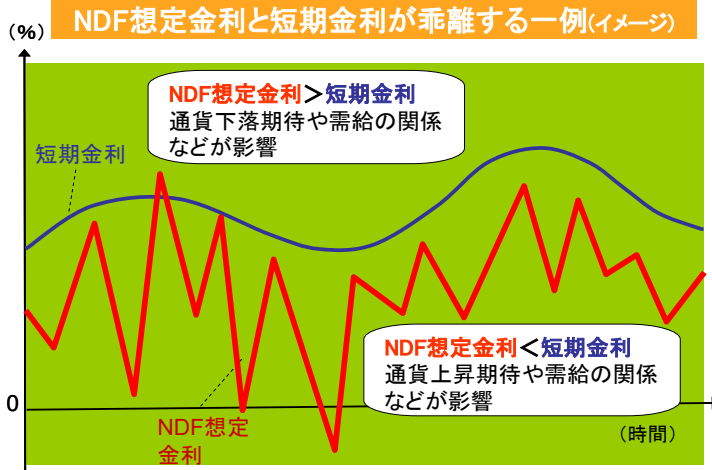 NDF想定金利と短期金利が乖離する一例(イメージ)
(%)
NDF想定金利＞短期金利
通貨下落期待や需給の関係
などが影響
短期金利
NDF想定金利＜短期金利
通貨上昇期待や需給の関係
などが影響
0
NDF想定
金利
(時間)